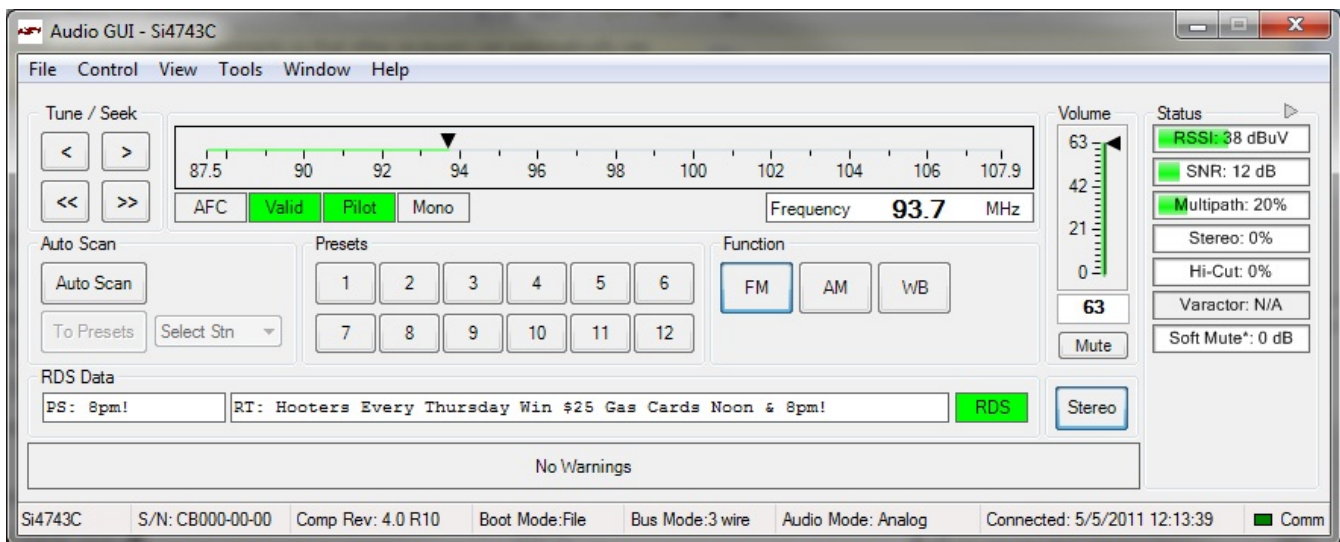 Audio GUI - Si4743C
File Control View Tools Window Help
Tune / Seek
< >
<< >>
87.5 90 92 94 96 98 100 102 104 106 107.9
AFC Valid Pilot Mono
Frequency 93.7 MHz
Volume
63
42
21
0
63
Mute
Status
RSSI: 38 dBuV
SNR: 12 dB
Multipath: 20%
Stereo: 0%
Hi-Cut: 0%
Varactor: N/A
Soft Mute*: 0 dB
Auto Scan
Auto Scan
To Presets Select Stn
Presets
1 2 3 4 5 6
7 8 9 10 11 12
Function
FM AM WB
RDS Data
PS: 8pm! RT: Hooters Every Thursday Win $25 Gas Cards Noon & 8pm! RDS
Stereo
No Warnings
Si4743C S/N: CB000-00-00 Comp Rev: 4.0 R10 Boot Mode:File Bus Mode:3 wire Audio Mode: Analog Connected: 5/5/2011 12:13:39 Comm